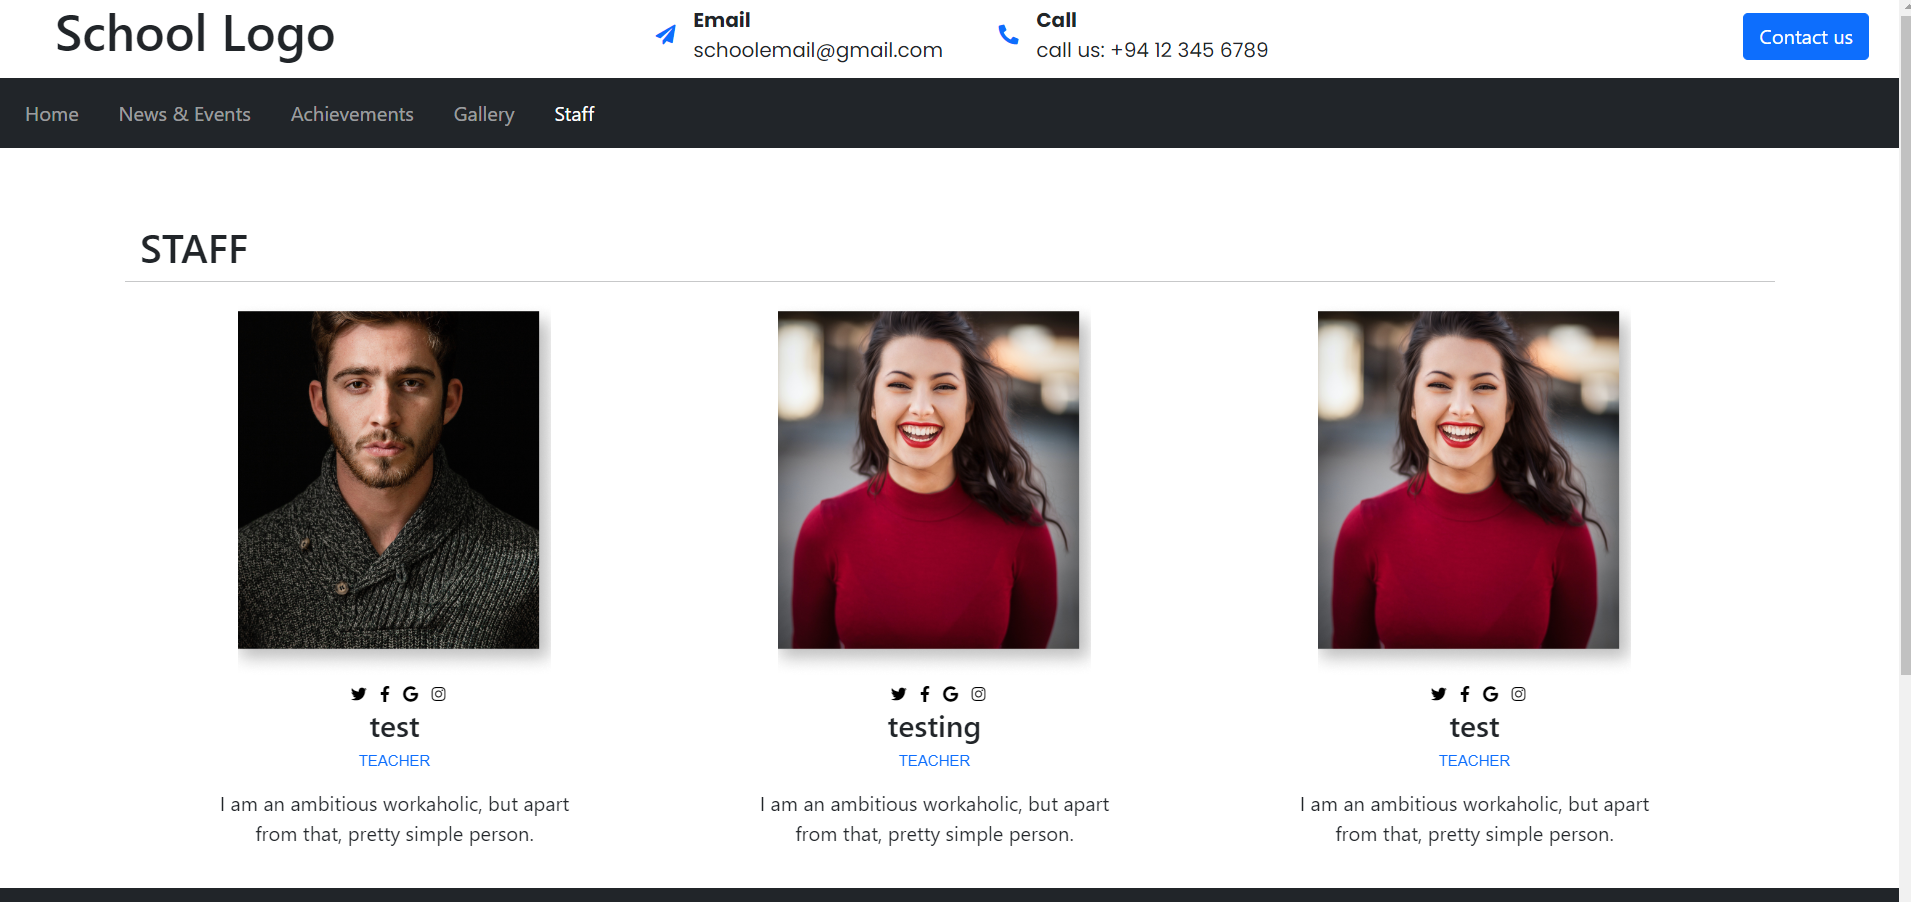 School Logo
Email
schoolemail@gmail.com
Call
call us: +94 12 345 6789
Contact us
Home
News & Events
Achievements
Gallery
Staff
STAFF
test
TEACHER
I am an ambitious workaholic, but apart
from that, pretty simple person.
testing
TEACHER
I am an ambitious workaholic, but apart
from that, pretty simple person.
test
TEACHER
I am an ambitious workaholic, but apart
from that, pretty simple person.